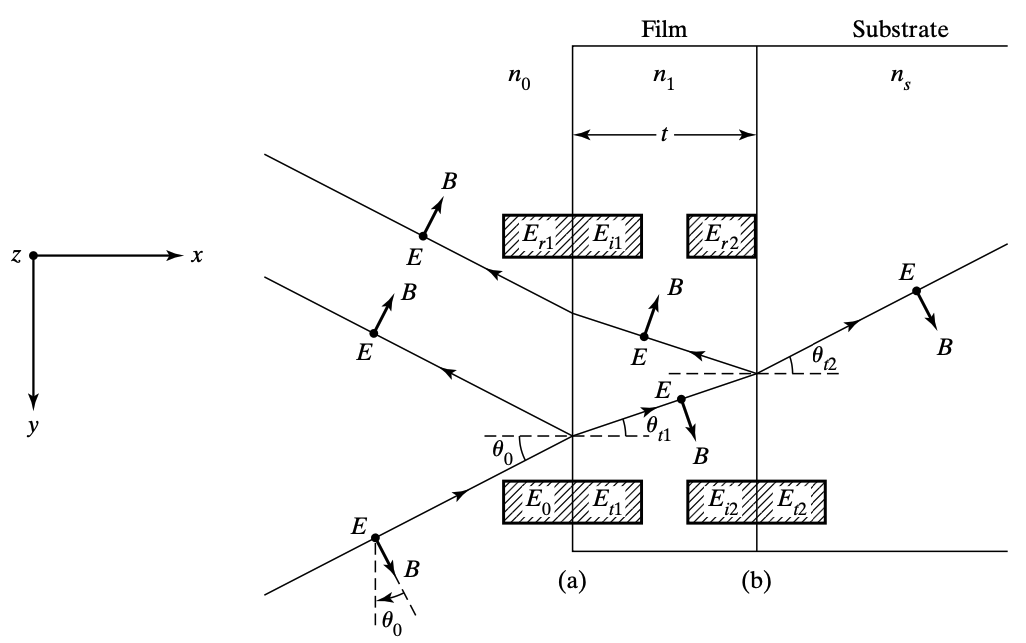 Film Substrate
n₀ n₁ nₛ
t
B
Eᵣ₁ Eᵢ₁ Eᵣ₂
z x
E
E
B
B
E
E
B
E
θₜ₂
E
y
θ₀
θₜ₁
B
E₀ Eₜ₁ Eᵢ₂ Eₜ₂
E
B
(a) (b)
θ₀